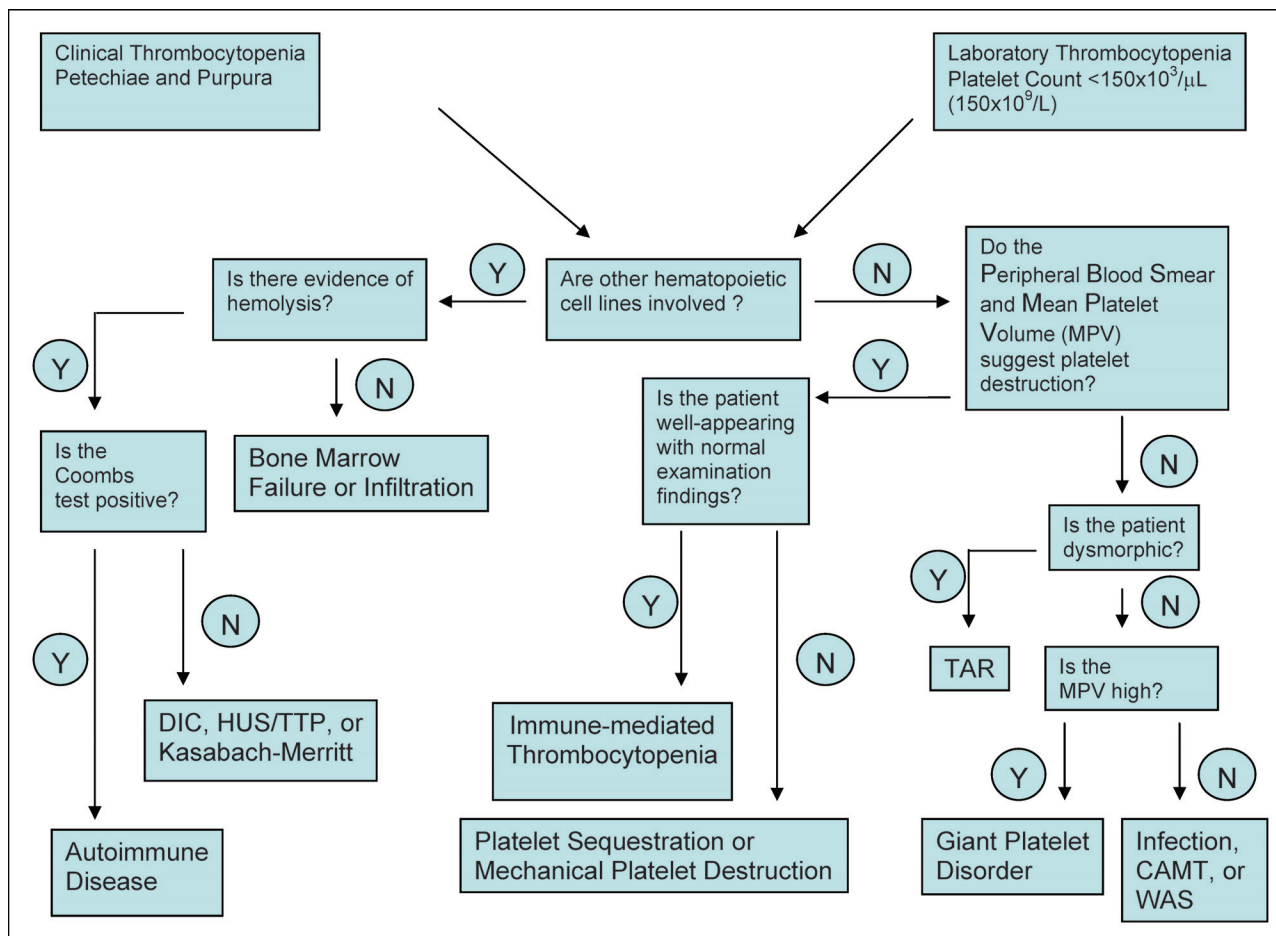 Clinical Thrombocytopenia
Petechiae and Purpura
Laboratory Thrombocytopenia
Platelet Count <150x10³/μL
(150x10⁹/L)
Are other hematopoietic
cell lines involved ?
Y
N
Is there evidence of
hemolysis?
Y
N
Is the
Coombs
test positive?
Bone Marrow
Failure or Infiltration
Y
N
DIC, HUS/TTP, or
Kasabach-Merritt
Autoimmune
Disease
Do the
Peripheral Blood Smear
and Mean Platelet
Volume (MPV)
suggest platelet
destruction?
Y
N
Is the patient
well-appearing
with normal
examination
findings?
Y
N
Immune-mediated
Thrombocytopenia
Platelet Sequestration or
Mechanical Platelet Destruction
Is the patient
dysmorphic?
Y
N
TAR
Is the
MPV high?
Y
N
Giant Platelet
Disorder
Infection,
CAMT, or
WAS